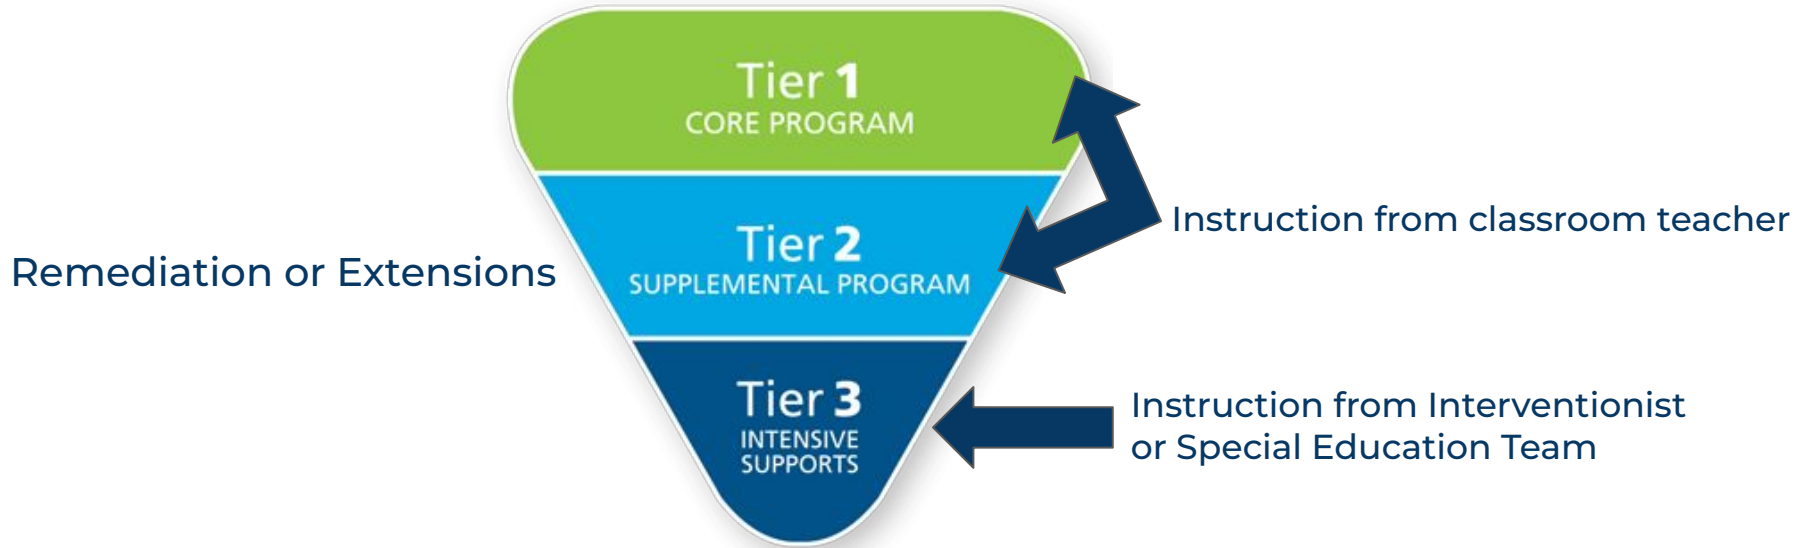 Tier 1
CORE PROGRAM
Instruction from classroom teacher
Tier 2
SUPPLEMENTAL PROGRAM
Remediation or Extensions
Tier 3
INTENSIVE
SUPPORTS
Instruction from Interventionist
or Special Education Team